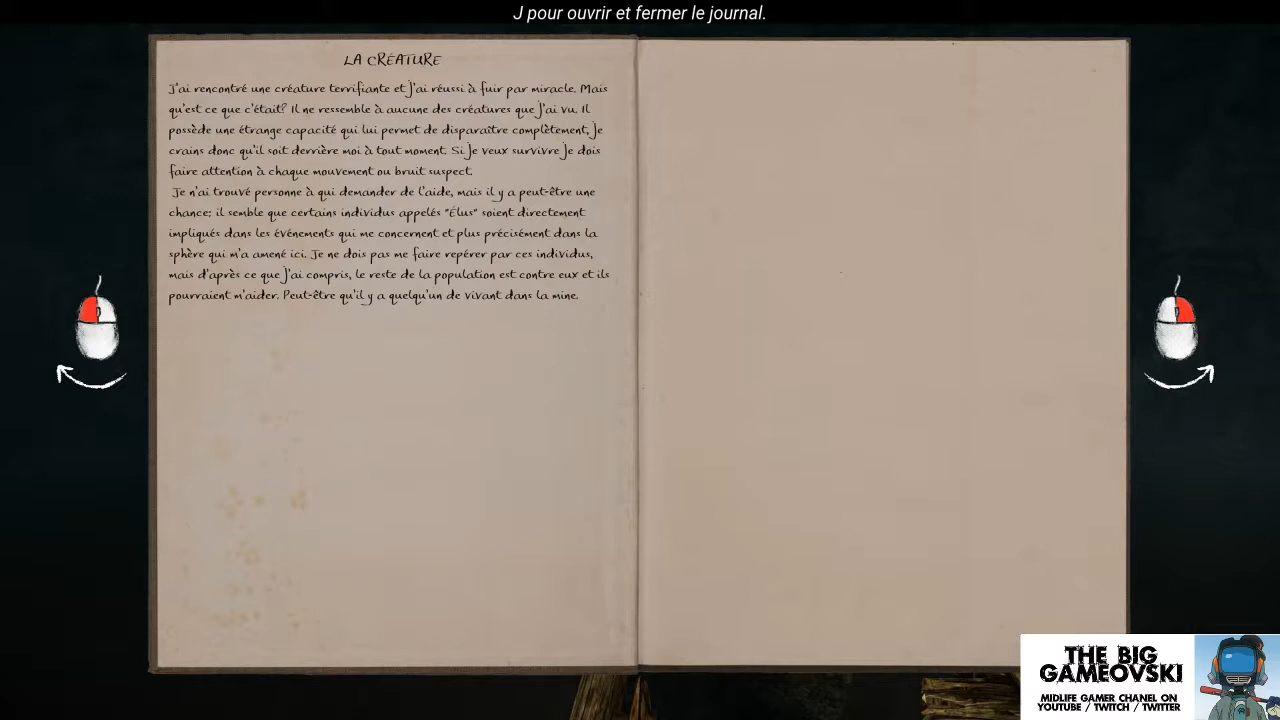 J pour ouvrir et fermer le journal.
LA CRÉATURE
J'ai rencontré une créature terrifiante et j'ai réussi à fuir par miracle. Mais
qu'est ce que c'était? Il ne ressemble à aucune des créatures que j'ai vu. Il
possède une étrange capacité qui lui permet de disparaître complètement, je
crains donc qu'il soit derrière moi à tout moment. Si je veux survivre je dois
faire attention à chaque mouvement ou bruit suspect.
Je n'ai trouvé personne à qui demander de l'aide, mais il y a peut-être une
chance; il semble que certains individus appelés "Élus" soient directement
impliqués dans les événements qui me concernent et plus précisément dans la
sphère qui m'a amené ici. Je ne dois pas me faire repérer par ces individus,
mais d'après ce que j'ai compris, le reste de la population est contre eux et ils
pourraient m'aider. Peut-être qu'il y a quelqu'un de vivant dans la mine.
THE BIG
GAMEOVSKI
MIDLIFE GAMER CHANEL ON
YOUTUBE / TWITCH / TWITTER